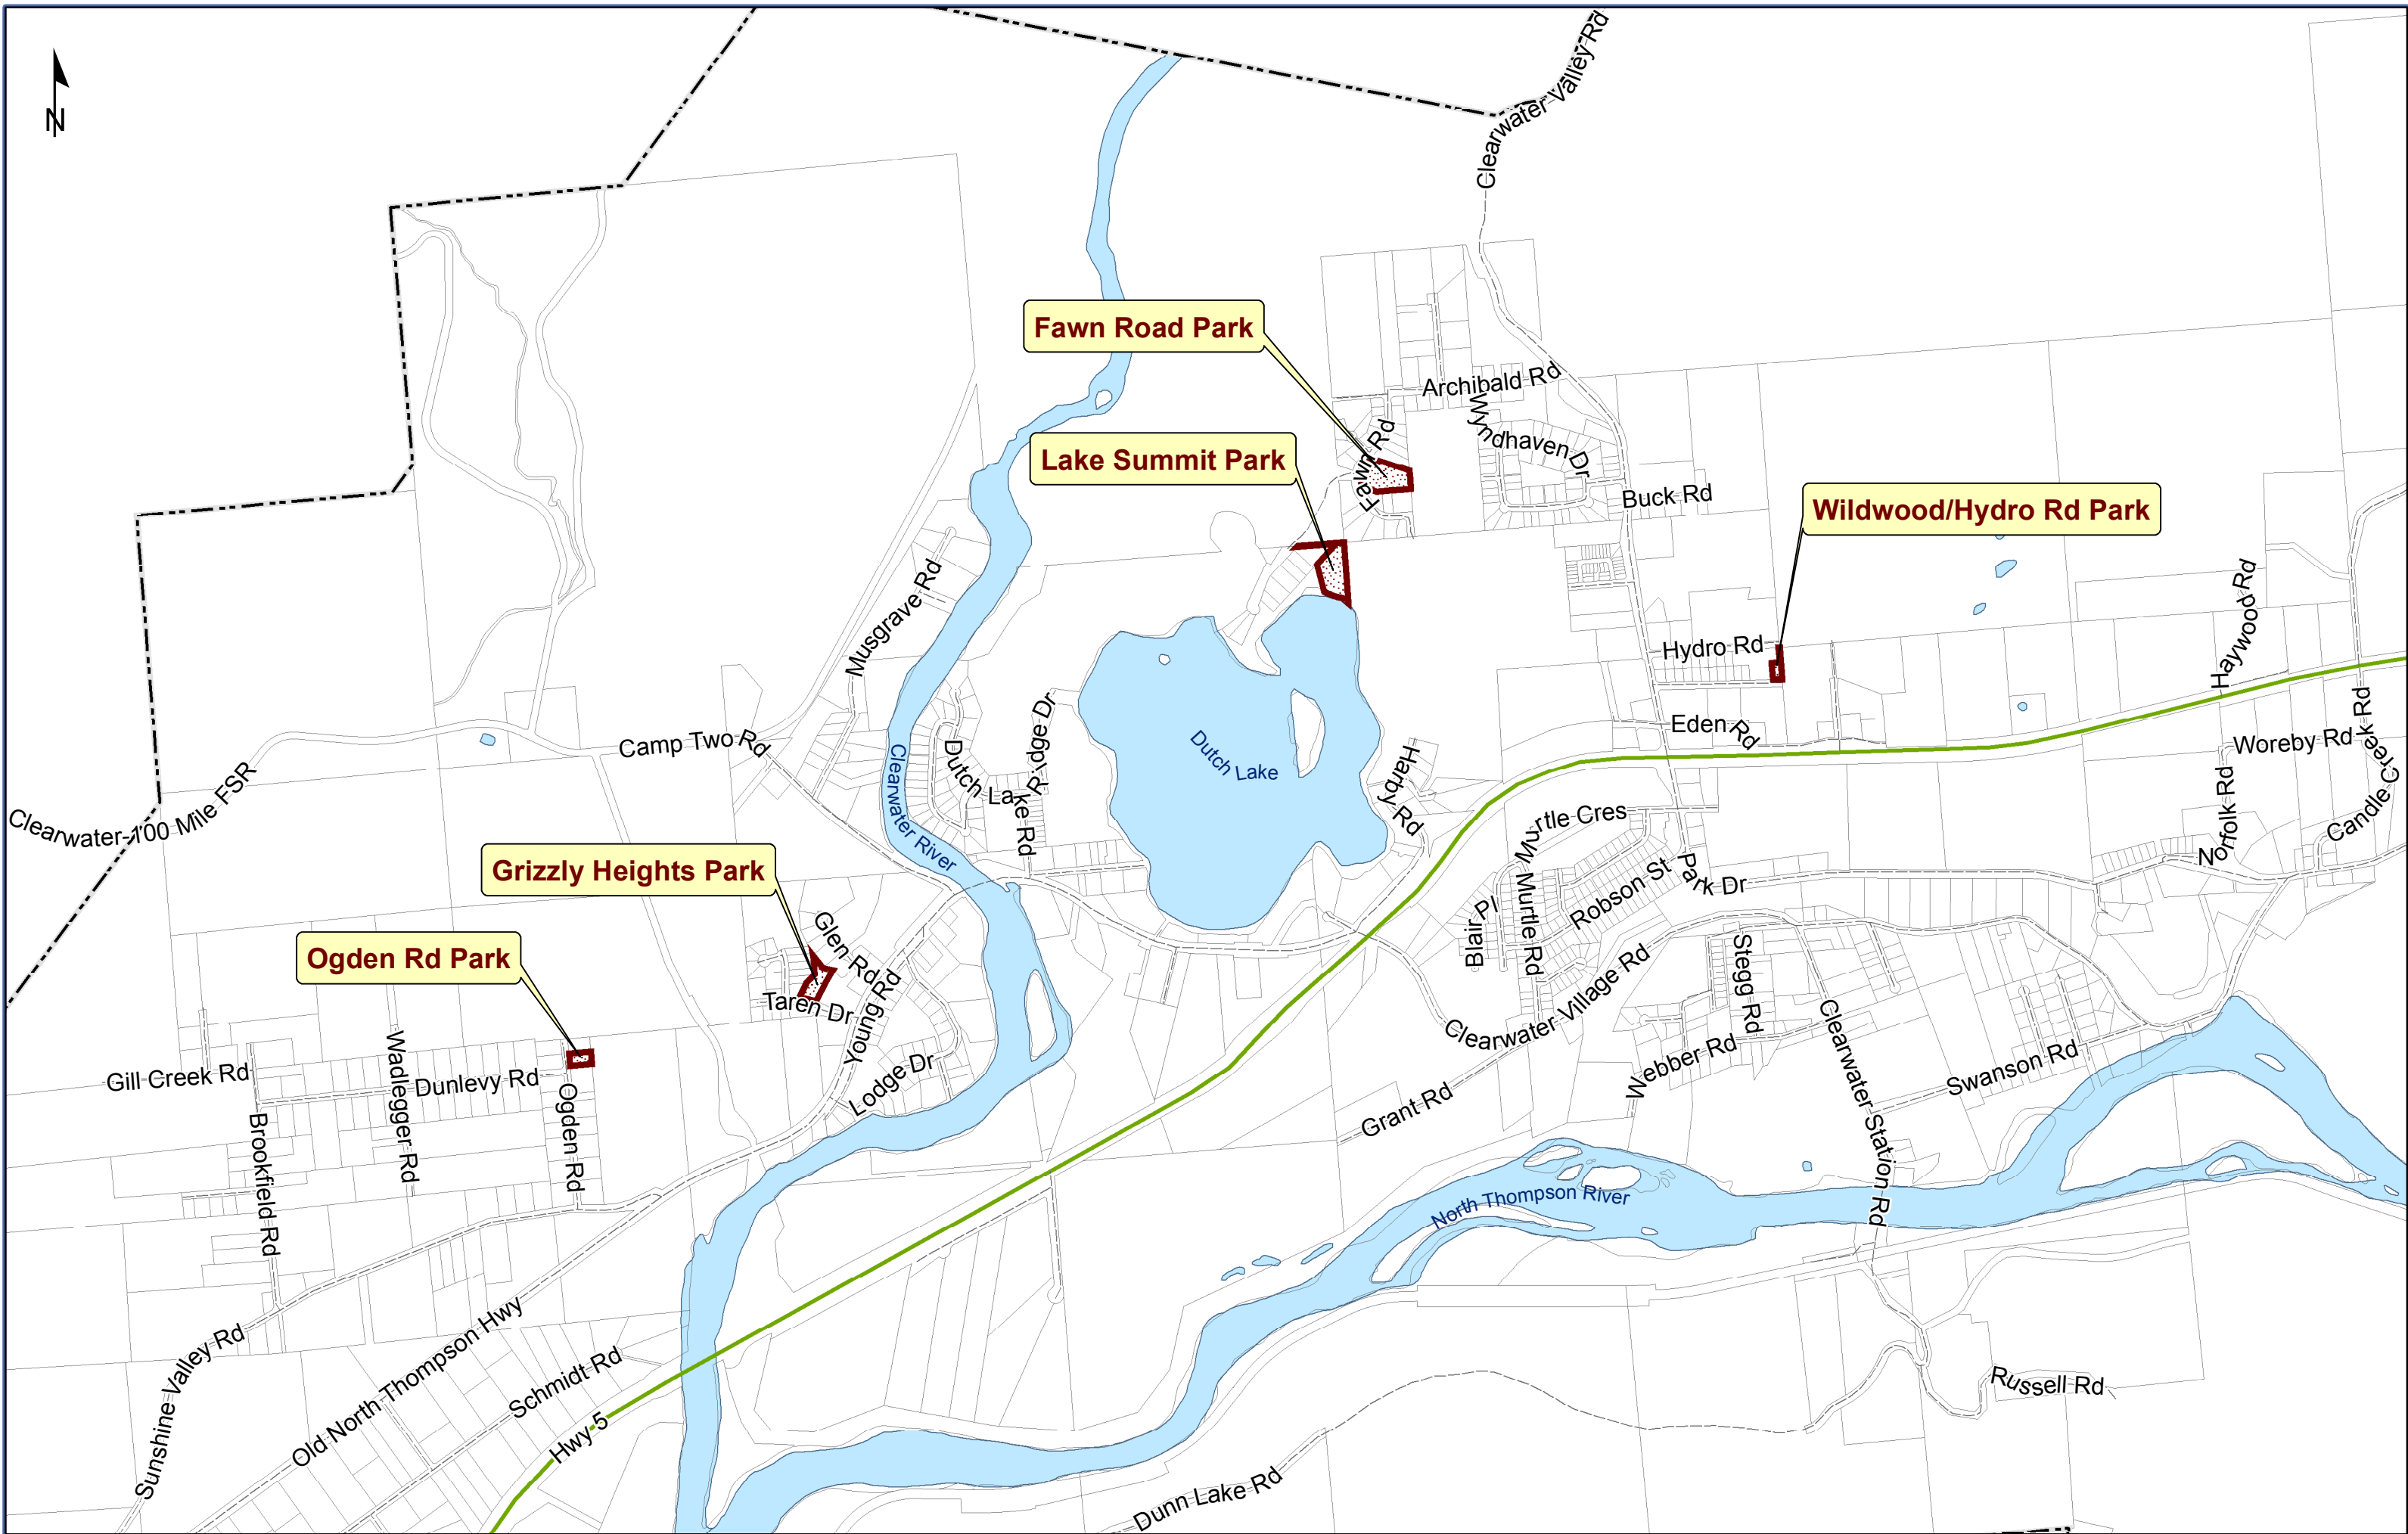 N
Clearwater Valley Rd
Fawn Road Park
Archibald Rd
Wyndhaven Dr
Fawn Rd
Lake Summit Park
Buck Rd
Wildwood/Hydro Rd Park
Musgrave Rd
Haywood Rd
Hydro Rd
Camp Two Rd
Ridge Dr
Dutch Lake Rd
Dutch Lake
Clearwater River
Eden Rd
Harby Rd
Woreby Rd
Candle Creek Rd
Norfolk Rd
Clearwater-100 Mile FSR
Murtle Cres
Robson St
Park Dr
Grizzly Heights Park
Blair Pl
Murtle Rd
Glen Rd
Ogden Rd Park
Taren Dr
Young Rd
Stegg Rd
Clearwater Village Rd
Clearwater Station Rd
Wadlegger Rd
Gill Creek Rd
Dunlevy Rd
Lodge Dr
Webber Rd
Swanson Rd
Grant Rd
Brookfield Rd
Ogden Rd
North Thompson River
Sunshine Valley Rd
Old North Thompson Hwy
Schmidt Rd
Hwy 5
Russell Rd
Dunn Lake Rd